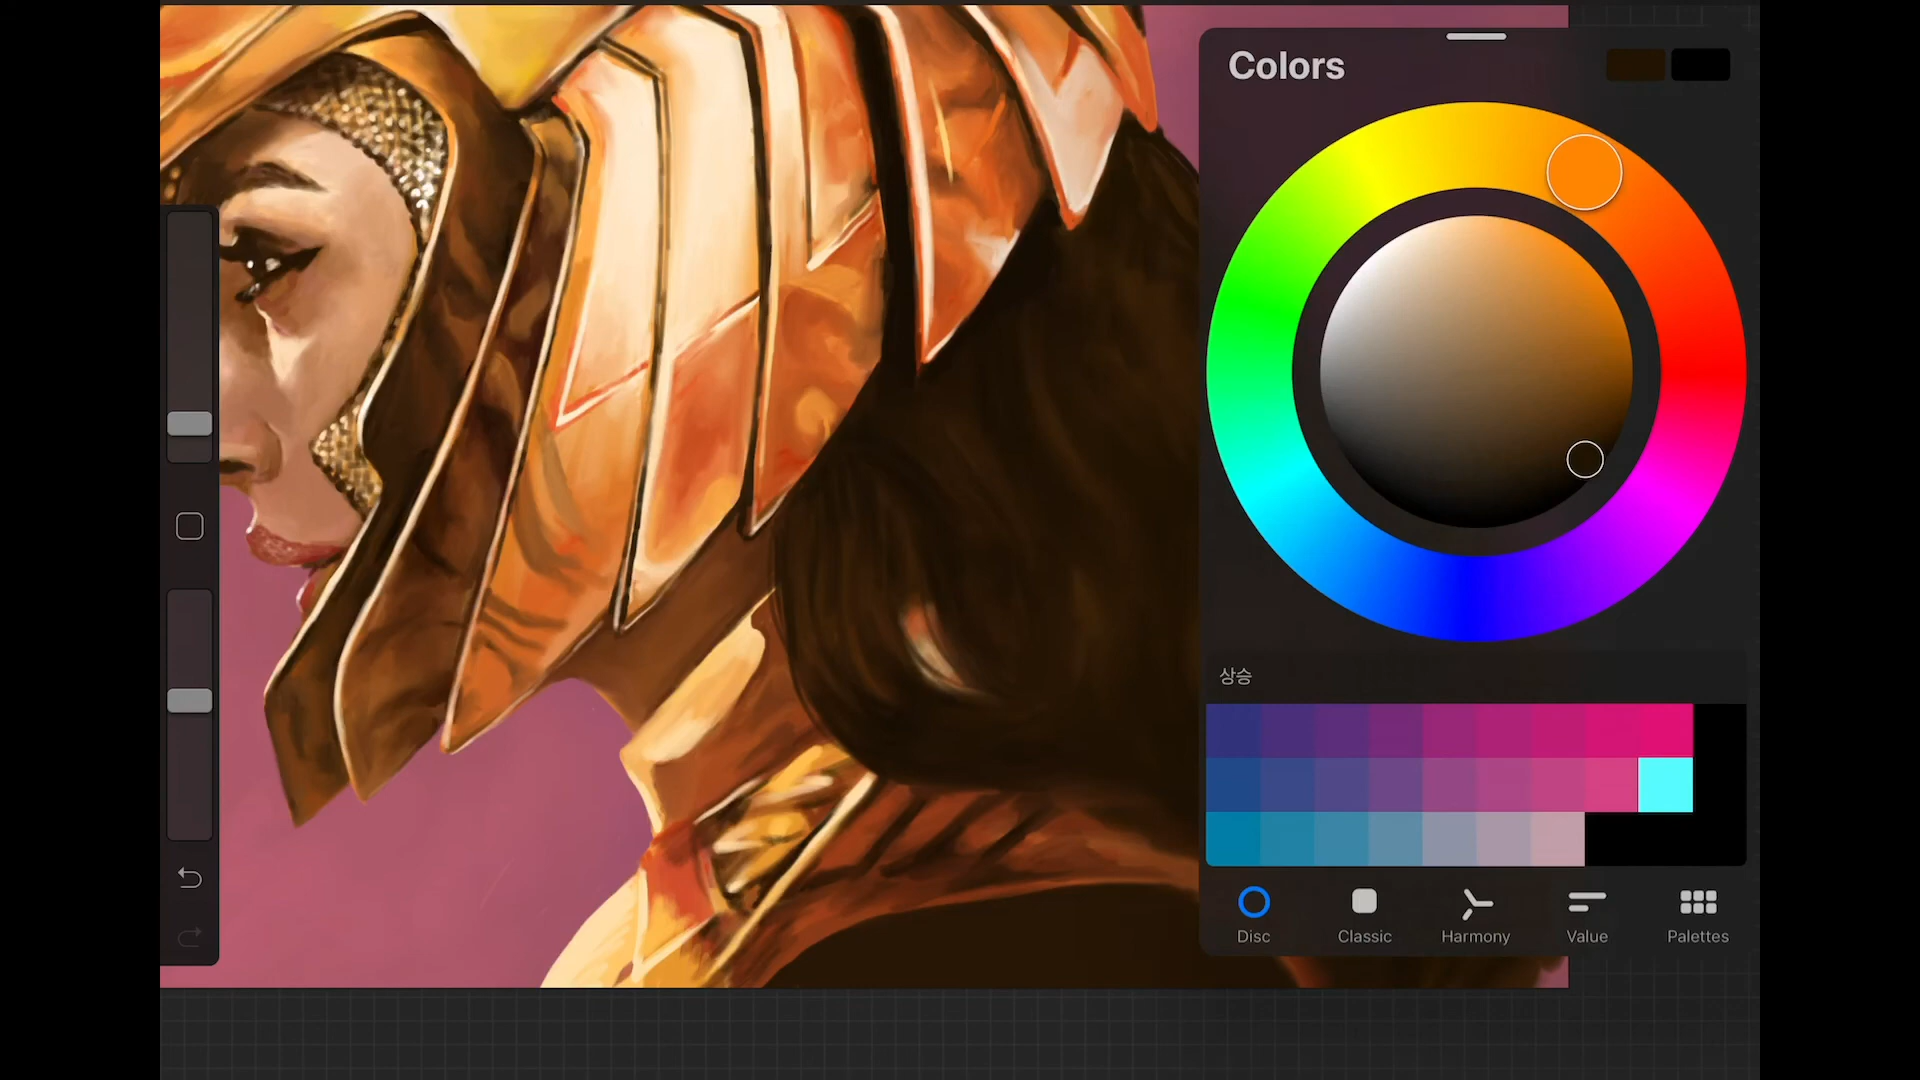 Colors
상승
Disc
Classic
Harmony
Value
Palettes